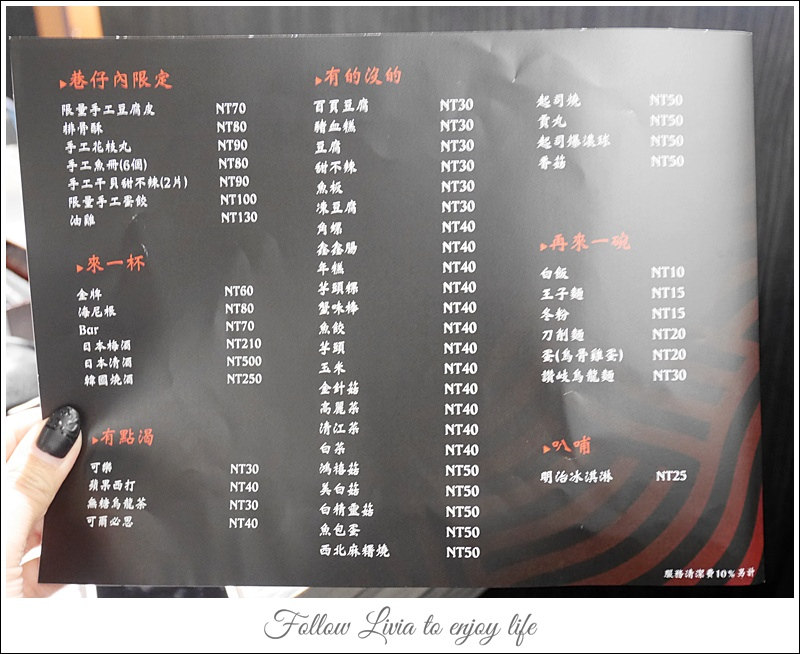 ▸巷仔內限定
限量手工豆腐皮 NT70
排骨酥 NT80
手工花枝丸 NT90
手工魚冊(6個) NT80
手工干貝甜不辣(2片) NT90
限量手工蛋餃 NT100
油雞 NT130
▸來一杯
金牌 NT60
海尼根 NT80
Bar NT70
日本梅酒 NT210
日本清酒 NT500
韓國燒酒 NT250
▸有點渴
可樂 NT30
蘋果西打 NT40
無糖烏龍茶 NT30
可爾必思 NT40
▸有的沒的
百頁豆腐 NT30
豬血糕 NT30
豆腐 NT30
甜不辣 NT30
魚板 NT30
凍豆腐 NT30
角螺 NT40
鑫鑫腸 NT40
年糕 NT40
芋頭粿 NT40
蟹味棒 NT40
魚餃 NT40
芋頭 NT40
玉米 NT40
金針菇 NT40
高麗菜 NT40
清江菜 NT40
白菜 NT40
鴻禧菇 NT50
美白菇 NT50
白精靈菇 NT50
魚包蛋 NT50
西北麻糬燒 NT50
起司燒 NT50
貢丸 NT50
起司爆漿球 NT50
香菇 NT50
▸再來一碗
白飯 NT10
王子麵 NT15
冬粉 NT15
刀削麵 NT20
蛋(烏骨雞蛋) NT20
讚岐烏龍麵 NT30
▸叭哺
明治冰淇淋 NT25
服務清潔費10%另計
Follow Livia to enjoy life